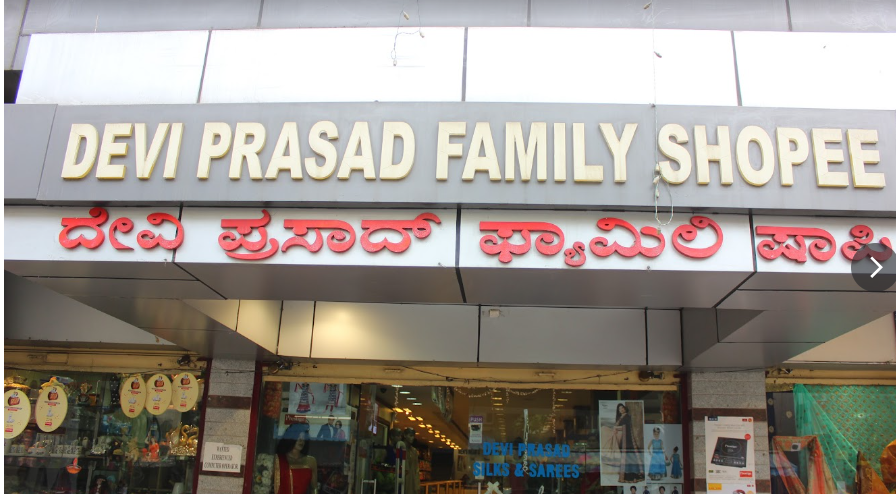 DEVI PRASAD FAMILY SHOPEE
ದೇವಿ ಪ್ರಸಾದ್ ಫ್ಯಾಮಿಲಿ ಷಾಪಿ
DEVI PRASAD
SILKS & SAREES